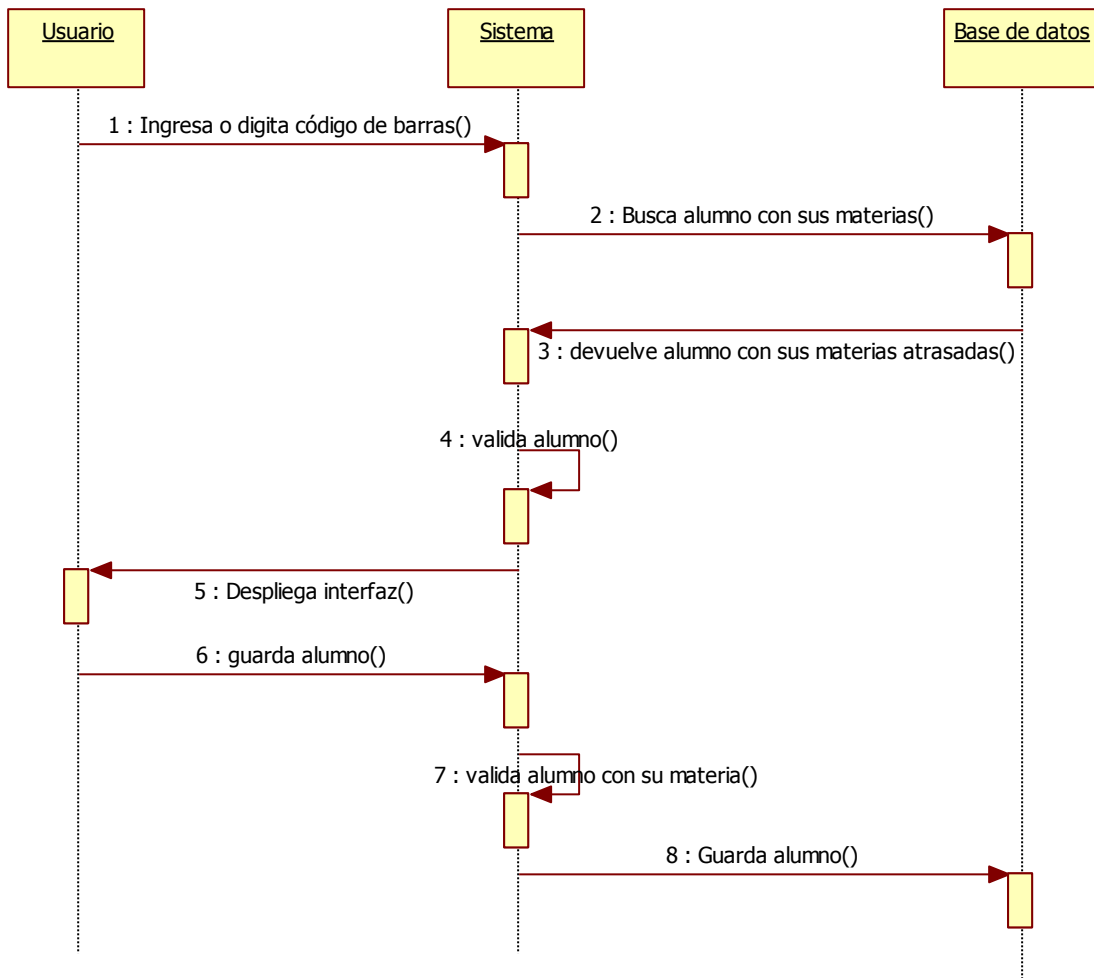 Usuario
Sistema
Base de datos
1 : Ingresa o digita código de barras()
2 : Busca alumno con sus materias()
3 : devuelve alumno con sus materias atrasadas()
4 : valida alumno()
5 : Despliega interfaz()
6 : guarda alumno()
7 : valida alumno con su materia()
8 : Guarda alumno()